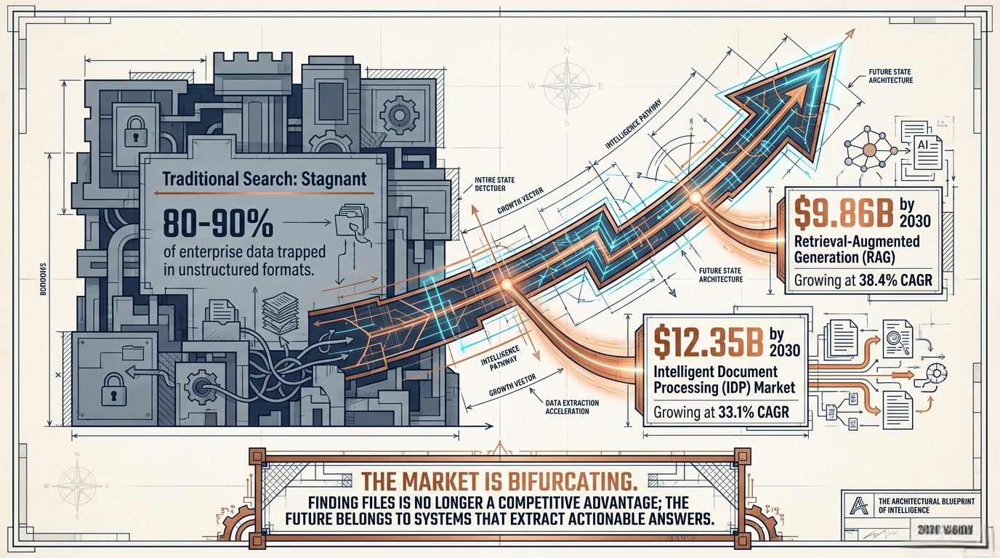 Traditional Search: Stagnant
80-90%
of enterprise data trapped
in unstructured formats.
INTRE STATE
GROWTH VECTRR
INTELLIGENCE PATHWAY
FUTURE STATE
ARCHITECTURE
W
N
E
S
AI
$9.86B by
2030
Retrieval-Augmented
Generation (RAG)
Growing at 38.4% CAGR
FUTURE STATE
ARCHITECTURE
$12.35B by
2030
Intelligent Document
Processing (IDP) Market
Growing at 33.1% CAGR
INTELLIGENCE
PATHWAY
GROWTH VECTOR
DATA EXTRACTION
ACCELERATION
X
N
W
S
S
THE MARKET IS BIFURCATING.
FINDING FILES IS NO LONGER A COMPETITIVE ADVANTAGE; THE
FUTURE BELONGS TO SYSTEMS THAT EXTRACT ACTIONABLE ANSWERS.
A
THE ARCHITECTURAL BLUEPRINT
OF INTELLIGENCE